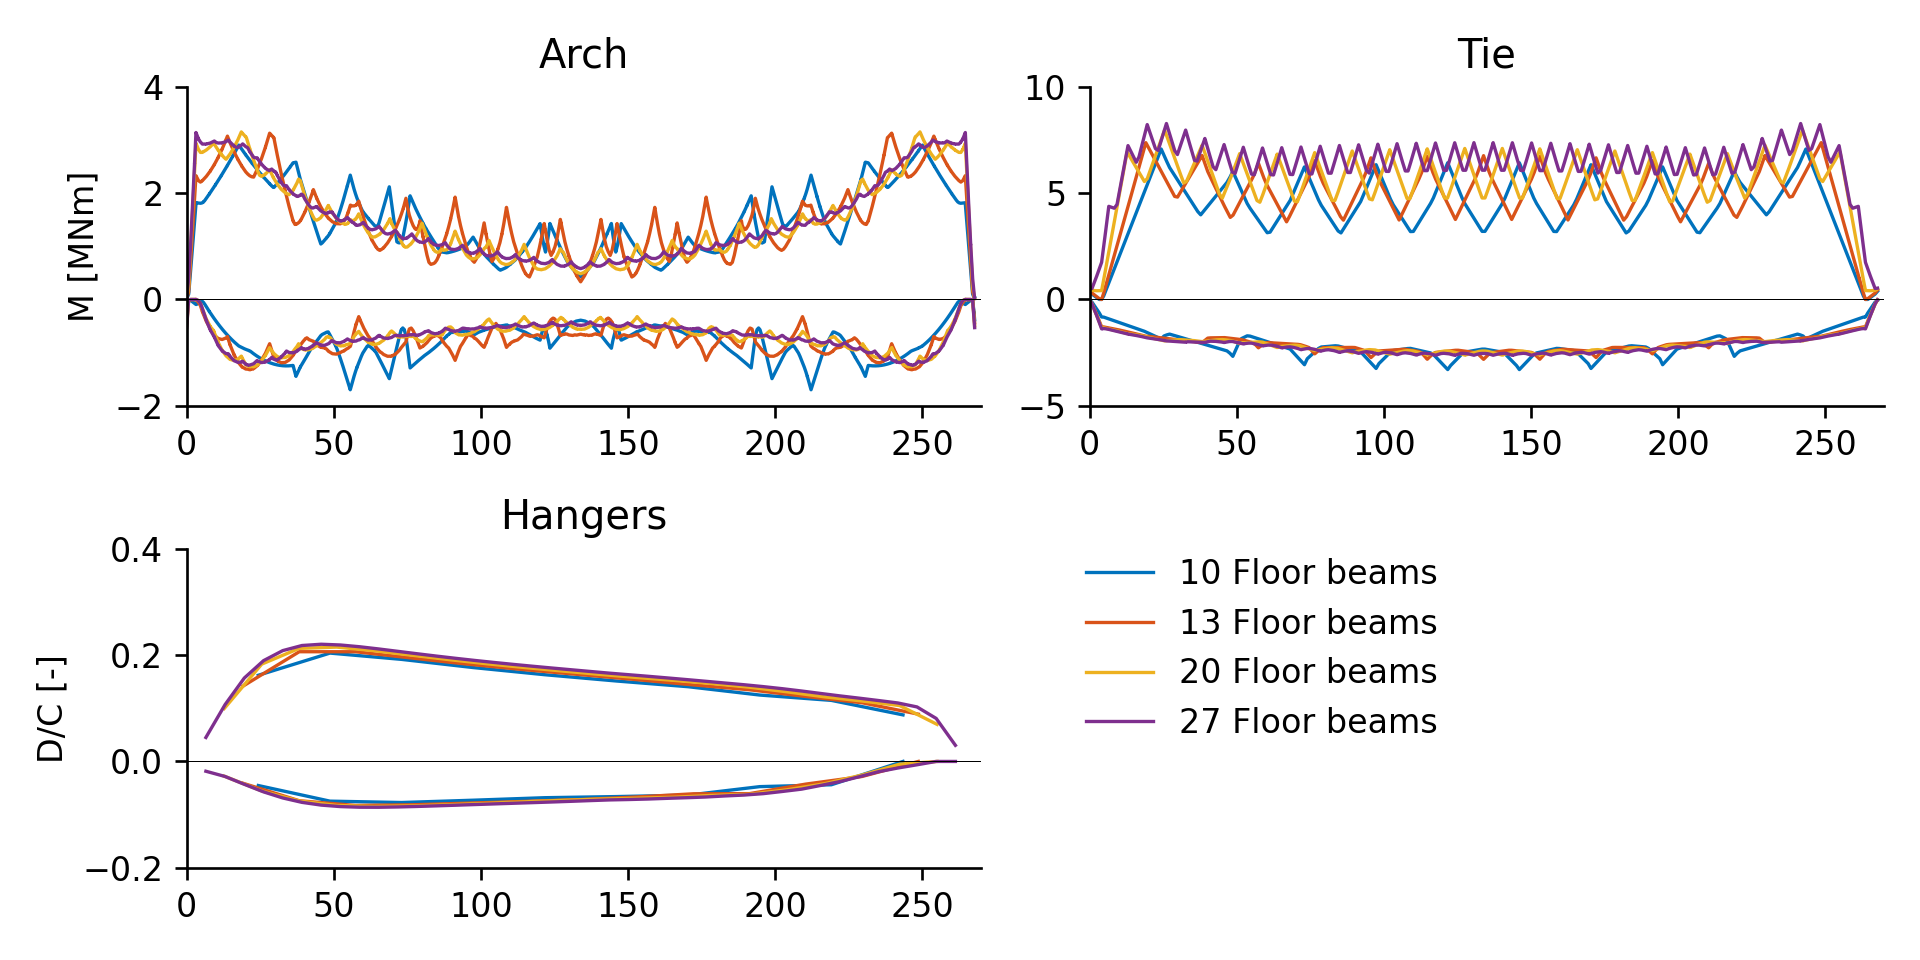 Arch
M [MNm]
4
2
0
−2
0 50 100 150 200 250
Tie
10
5
0
−5
0 50 100 150 200 250
Hangers
D/C [-]
0.4
0.2
0.0
−0.2
0 50 100 150 200 250
10 Floor beams
13 Floor beams
20 Floor beams
27 Floor beams